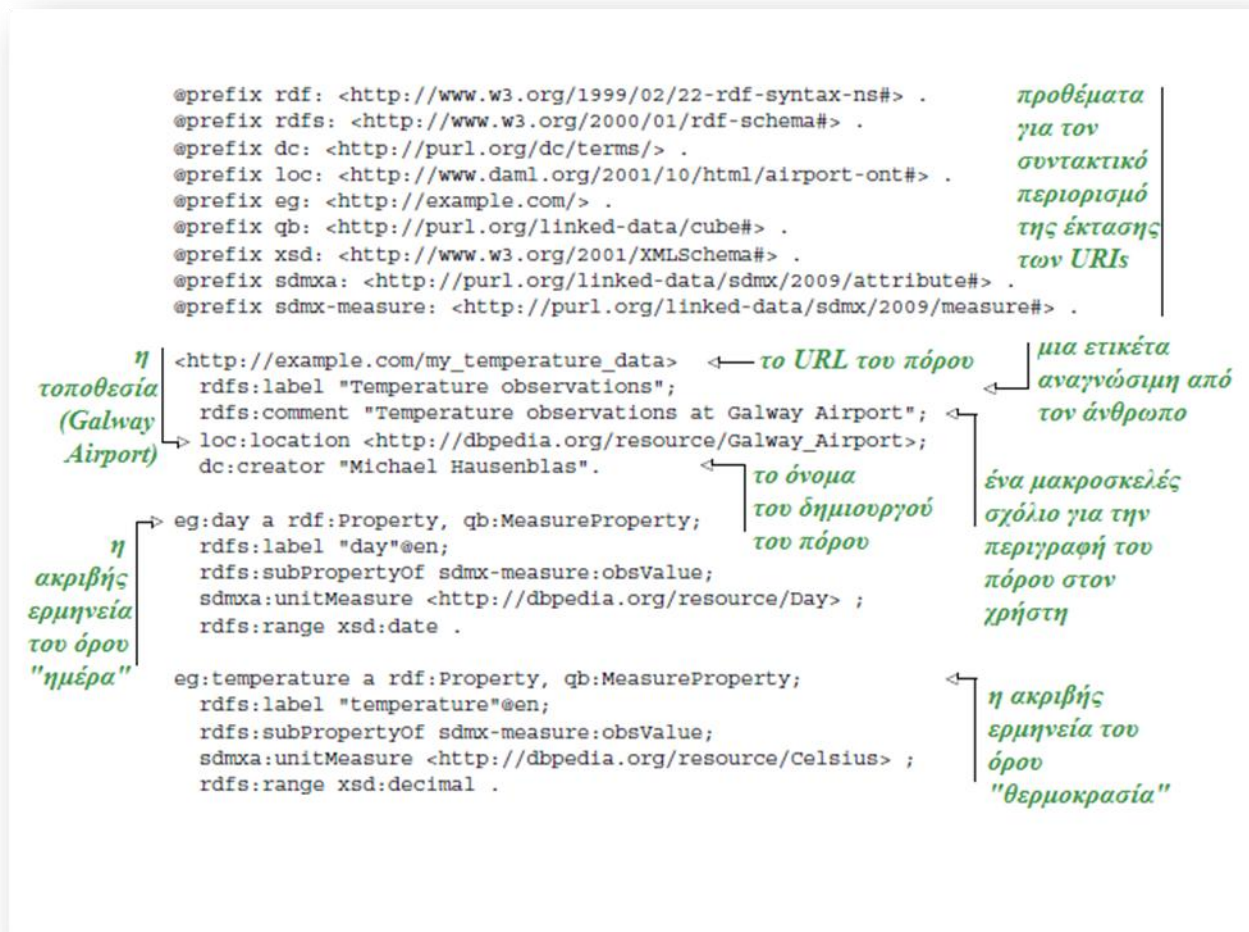 @prefix rdf: <http://www.w3.org/1999/02/22-rdf-syntax-ns#> .
@prefix rdfs: <http://www.w3.org/2000/01/rdf-schema#> .
@prefix dc: <http://purl.org/dc/terms/> .
@prefix loc: <http://www.daml.org/2001/10/html/airport-ont#> .
@prefix eg: <http://example.com/> .
@prefix qb: <http://purl.org/linked-data/cube#> .
@prefix xsd: <http://www.w3.org/2001/XMLSchema#> .
@prefix sdmxa: <http://purl.org/linked-data/sdmx/2009/attribute#> .
@prefix sdmx-measure: <http://purl.org/linked-data/sdmx/2009/measure#> .
προθέματα
για τον
συντακτικό
περιορισμό
της έκτασης
των URIs
<http://example.com/my_temperature_data>
το URL του πόρου
rdfs:label "Temperature observations";
rdfs:comment "Temperature observations at Galway Airport";
loc:location <http://dbpedia.org/resource/Galway_Airport>;
dc:creator "Michael Hausenblas".
η
τοποθεσία
(Galway
Airport)
μια ετικέτα
αναγνώσιμη από
τον άνθρωπο
το όνομα
του δημιουργού
του πόρου
ένα μακροσκελές
σχόλιο για την
περιγραφή του
πόρου στον
χρήστη
eg:day a rdf:Property, qb:MeasureProperty;
rdfs:label "day"@en;
rdfs:subPropertyOf sdmx-measure:obsValue;
sdmxa:unitMeasure <http://dbpedia.org/resource/Day> ;
rdfs:range xsd:date .
η
ακριβής
ερμηνεία
του όρου
"ημέρα"
eg:temperature a rdf:Property, qb:MeasureProperty;
rdfs:label "temperature"@en;
rdfs:subPropertyOf sdmx-measure:obsValue;
sdmxa:unitMeasure <http://dbpedia.org/resource/Celsius> ;
rdfs:range xsd:decimal .
η ακριβής
ερμηνεία του
όρου
"θερμοκρασία"